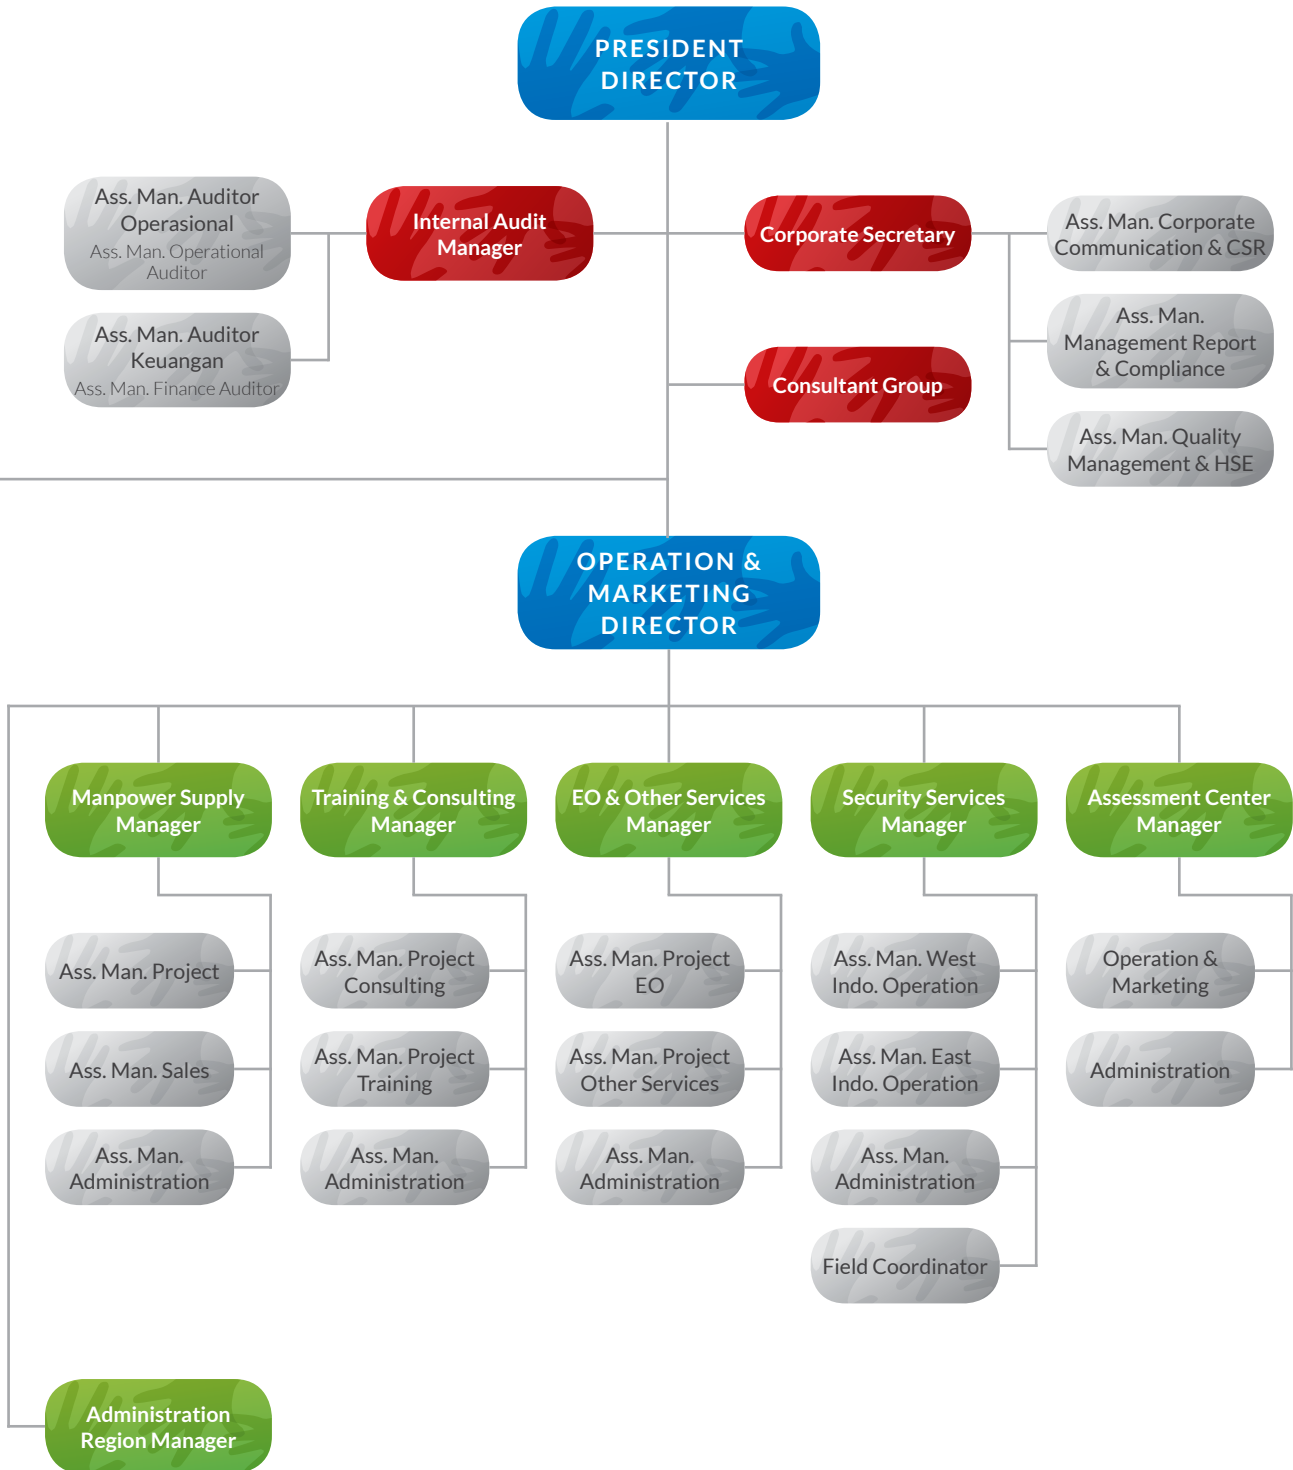 PRESIDENT
DIRECTOR
Ass. Man. Auditor
Operasional
Ass. Man. Operational
Auditor
Internal Audit
Manager
Corporate Secretary
Ass. Man. Corporate
Communication & CSR
Ass. Man. Auditor
Keuangan
Ass. Man. Finance Auditor
Consultant Group
Ass. Man.
Management Report
& Compliance
Ass. Man. Quality
Management & HSE
OPERATION &
MARKETING
DIRECTOR
Manpower Supply
Manager
Training & Consulting
Manager
EO & Other Services
Manager
Security Services
Manager
Assessment Center
Manager
Ass. Man. Project
Ass. Man. Project
Consulting
Ass. Man. Project
EO
Ass. Man. West
Indo. Operation
Operation &
Marketing
Ass. Man. Sales
Ass. Man. Project
Training
Ass. Man. Project
Other Services
Ass. Man. East
Indo. Operation
Administration
Ass. Man.
Administration
Ass. Man.
Administration
Ass. Man.
Administration
Ass. Man.
Administration
Field Coordinator
Administration
Region Manager